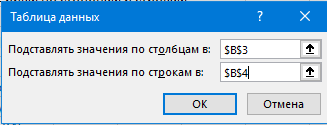 Таблица данных
Подставлять значения по столбцам в: $B$3
Подставлять значения по строкам в: $B$4
ОК Отмена